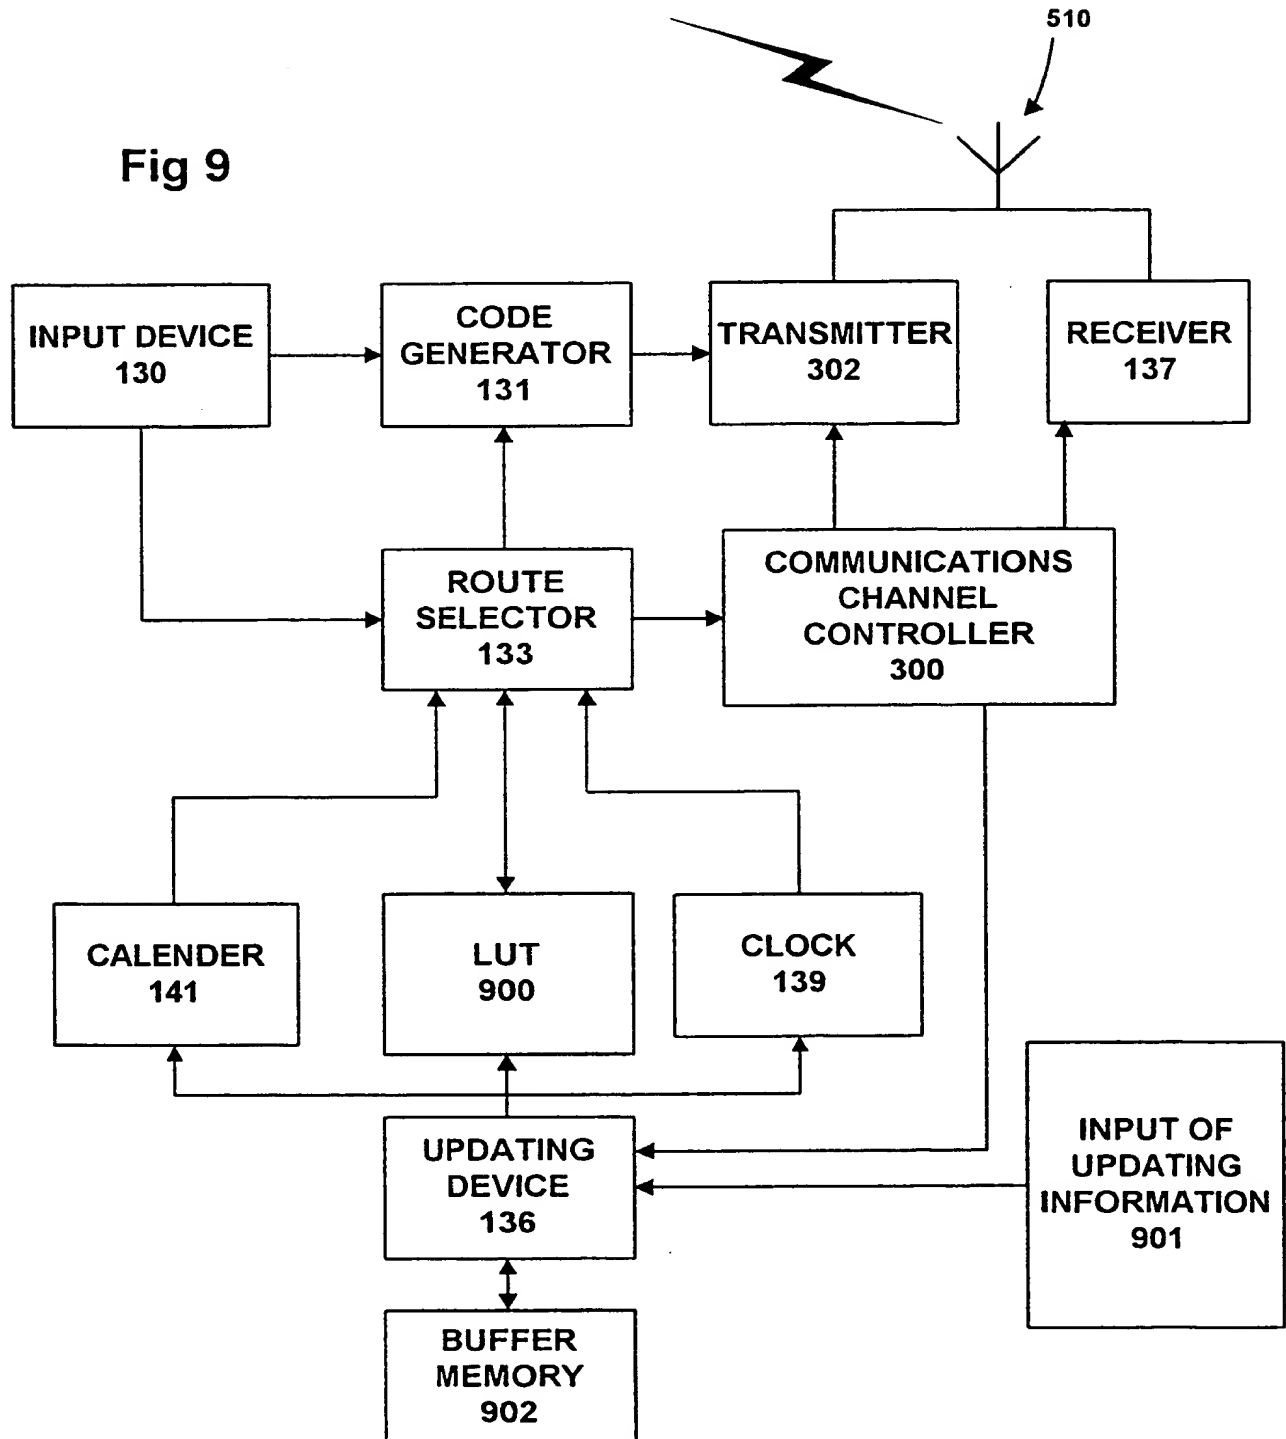 510
Fig 9
INPUT DEVICE
130
CODE
GENERATOR
131
TRANSMITTER
302
RECEIVER
137
ROUTE
SELECTOR
133
COMMUNICATIONS
CHANNEL
CONTROLLER
300
CALENDER
141
LUT
900
CLOCK
139
UPDATING
DEVICE
136
INPUT OF
UPDATING
INFORMATION
901
BUFFER
MEMORY
902